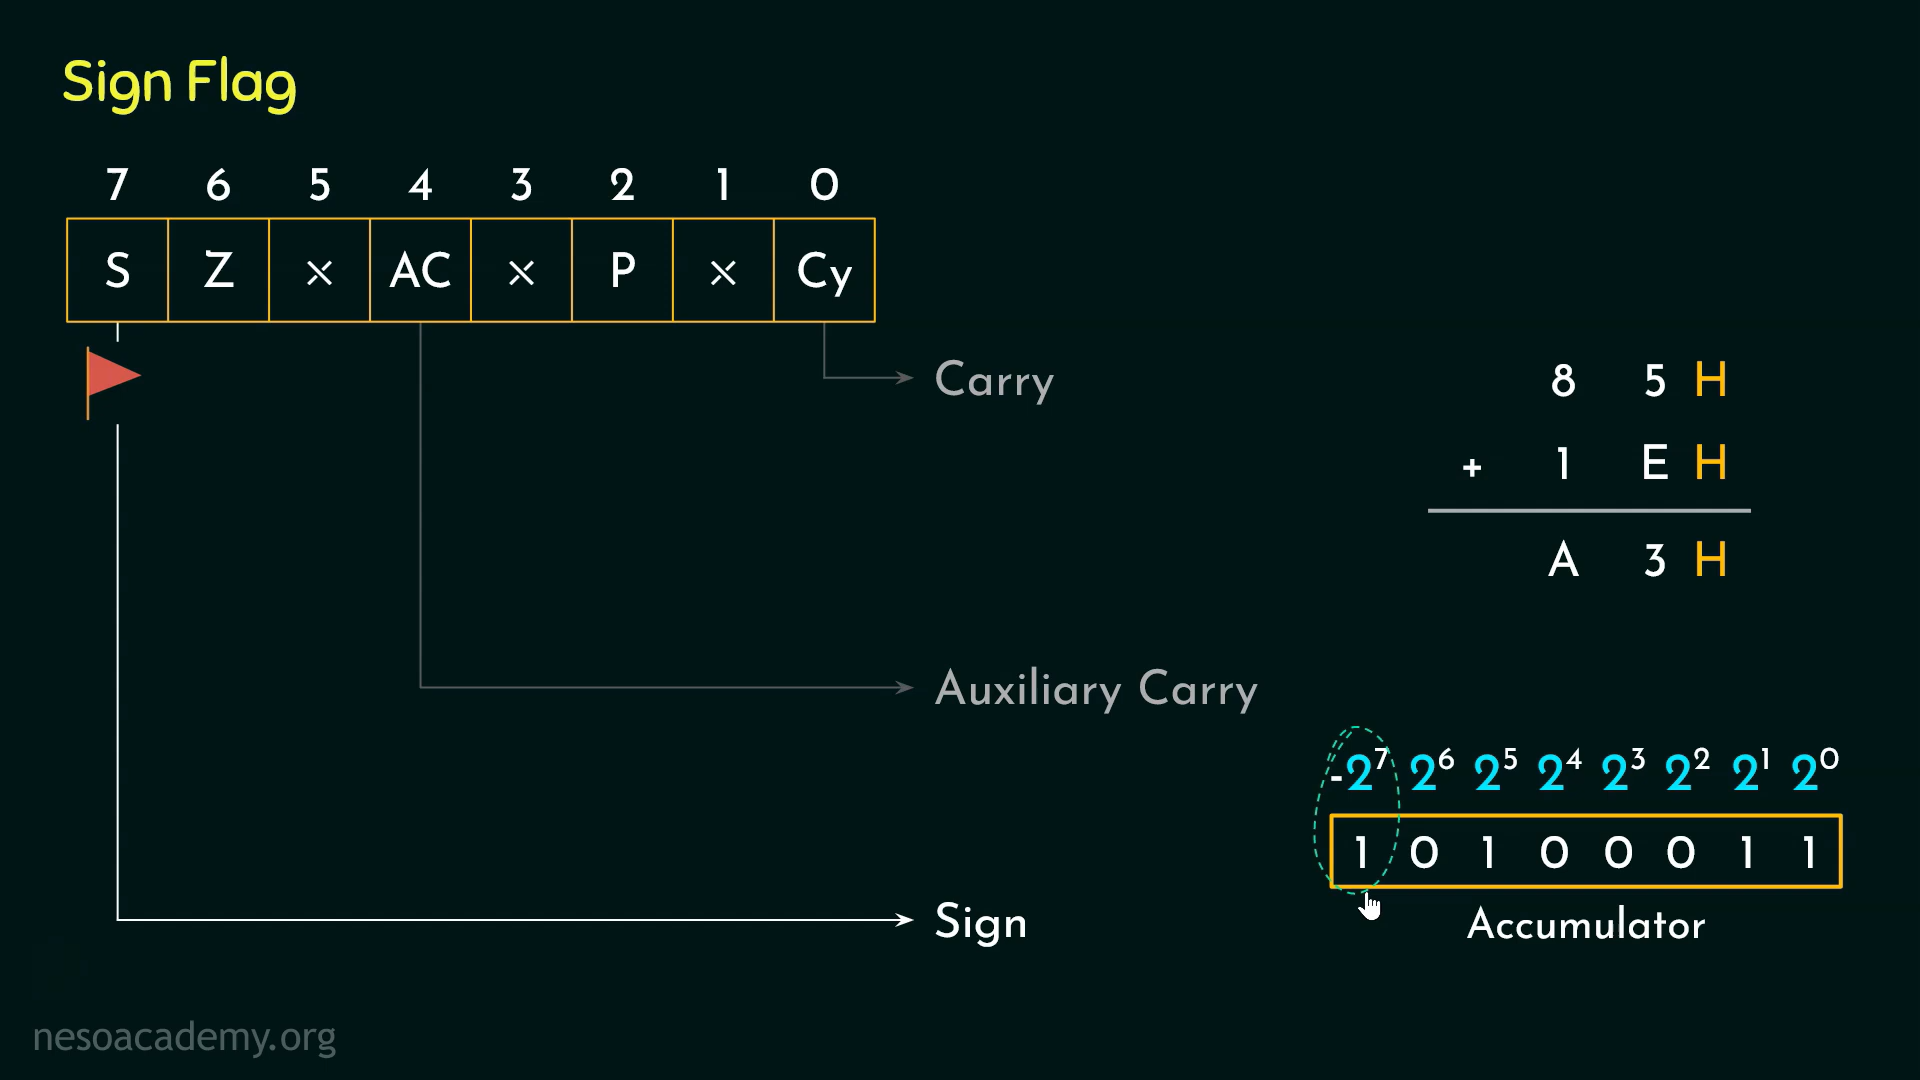 Sign Flag
7 6 5 4 3 2 1 0
S Z × AC × P × Cy
Carry
8 5 H
+ 1 E H
A 3 H
Auxiliary Carry
-2⁷ 2⁶ 2⁵ 2⁴ 2³ 2² 2¹ 2⁰
1 0 1 0 0 0 1 1
Sign
Accumulator
nesoacademy.org